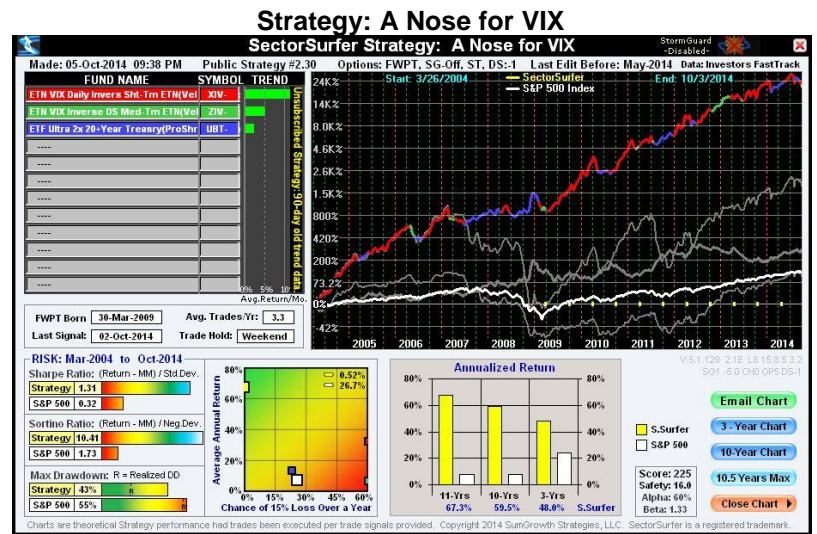 Strategy: A Nose for VIX
SectorSurfer Strategy: A Nose for VIX
StormGuard
-Disabled-
Made: 05-Oct-2014 09:38 PM Public Strategy #2.30 Options: FWPT, SG-Off, ST, DS:-1 Last Edit Before: May-2014 Data: Investors FastTrack
FUND NAME SYMBOL TREND
ETN VIX Daily Invers Sht-Trm ETN(Vel XIV-
ETN VIX Inverse DS Med-Trm ETN(Vel ZIV-
ETF Ultra 2x 20+Year Treasry(ProShr UBT-
----
----
----
----
----
----
----
----
----
Unsubscribed Strategy: 90-day old trend data
0% 5% 10%
Avg.Return/Mo.
Start: 3/26/2004
SectorSurfer
S&P 500 Index
End: 10/3/2014
24K%
14K%
8.0K%
4.6K%
2.6K%
1.5K%
800%
420%
200%
73.2%
0%
-42%
2005 2006 2007 2008 2009 2010 2011 2012 2013 2014
FWPT Born 30-Mar-2009 Avg. Trades/Yr: 3.3
Last Signal: 02-Oct-2014 Trade Hold: Weekend
RISK: Mar-2004 to Oct-2014
Sharpe Ratio: (Return - MM) / Std.Dev.
Strategy 1.31
S&P 500 0.32
Sortino Ratio: (Return - MM) / Neg.Dev.
Strategy 10.41
S&P 500 1.73
Max Drawdown: R = Realized DD
Strategy 43% R
S&P 500 55% R
Average Annual Return
80%
60%
40%
20%
0%
0.52%
26.7%
0% 15% 30% 45% 60%
Chance of 15% Loss Over a Year
Annualized Return
80% 80%
60% 60%
40% 40%
20% 20%
0% 0%
11-Yrs 10-Yrs 3-Yrs
67.3% 59.5% 48.0% S.Surfer
S.Surfer
S&P 500
Score: 225
Safety: 16.0
Alpha: 60%
Beta: 1.33
Email Chart
3 - Year Chart
10-Year Chart
10.5 Years Max
Close Chart
Charts are theoretical Strategy performance had trades been executed per trade signals provided. Copyright 2014 SumGrowth Strategies, LLC. SectorSurfer is a registered trademark.